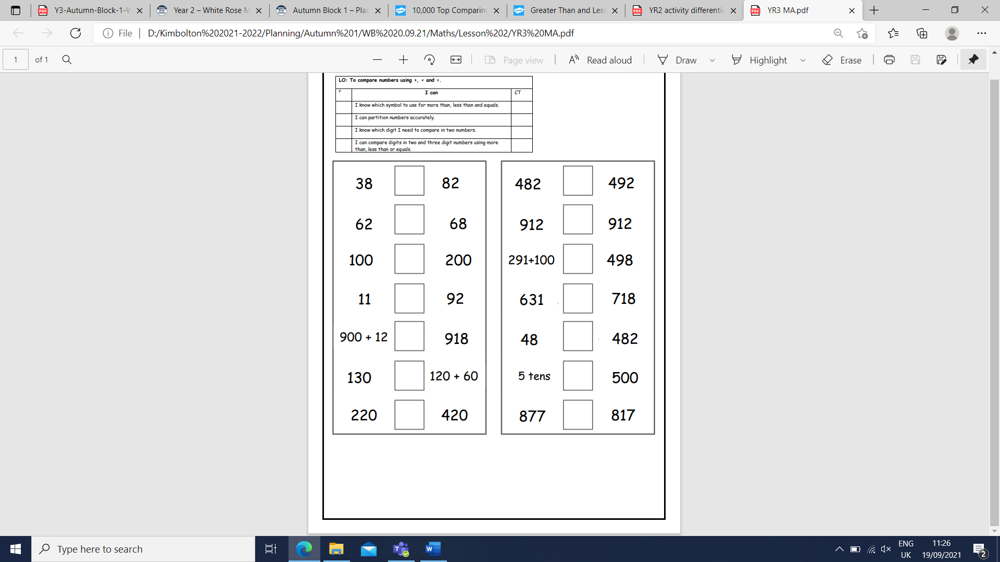 Y3-Autumn-Block-1-W
Year 2 – White Rose M
Autumn Block 1 – Plac
10,000 Top Comparing
Greater Than and Less
YR2 activity differentia
YR3 MA.pdf
File
D:/Kimbolton%202021-2022/Planning/Autumn%201/WB%2020.09.21/Maths/Lesson%202/YR3%20MA.pdf
1 of 1
Page view
Read aloud
Draw
Highlight
Erase
LO: To compare numbers using >, < and =.
P I can CT
I know which symbol to use for more than, less than and equals.
I can partition numbers accurately.
I know which digit I need to compare in two numbers.
I can compare digits in two and three digit numbers using more
than, less than or equals.
38 82
62 68
100 200
11 92
900 + 12 918
130 120 + 60
220 420
482 492
912 912
291+100 498
631 718
48 482
5 tens 500
877 817
Type here to search
ENG
UK
11:26
19/09/2021
2